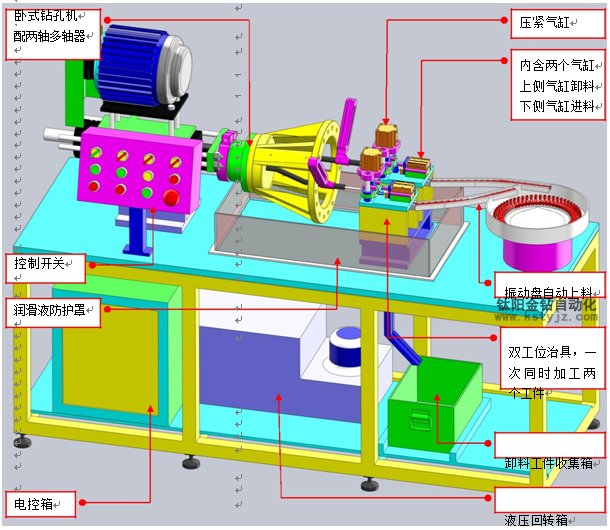 卧式钻孔机
配两轴多轴器
压紧气缸
内含两个气缸
上侧气缸卸料
下侧气缸进料
控制开关
振动盘自动上料
钛阳金钻自动化
www.kstyjz.com
润滑液防护罩
双工位治具，一
次同时加工两
个工件
卸料工件收集箱
电控箱
液压回转箱